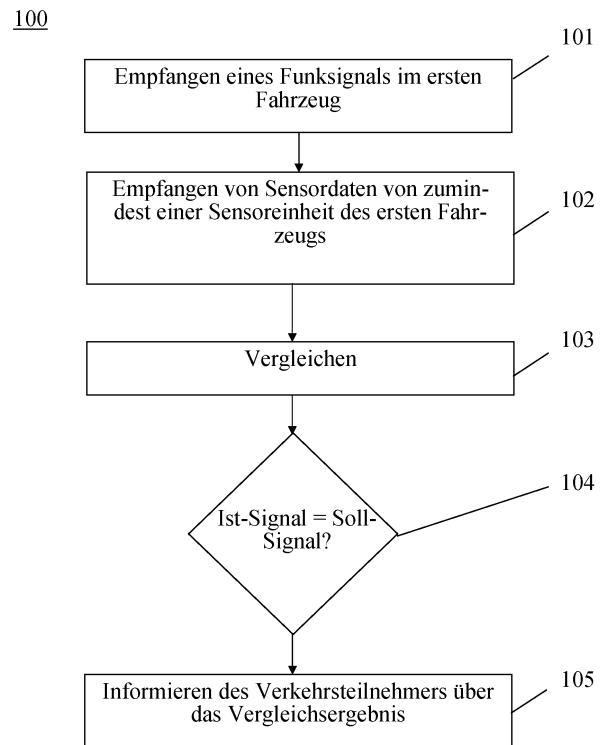 100
101
Empfangen eines Funksignals im ersten
Fahrzeug
102
Empfangen von Sensordaten von zumin-
dest einer Sensoreinheit des ersten Fahr-
zeugs
103
Vergleichen
104
Ist-Signal = Soll-
Signal?
105
Informieren des Verkehrsteilnehmers über
das Vergleichsergebnis